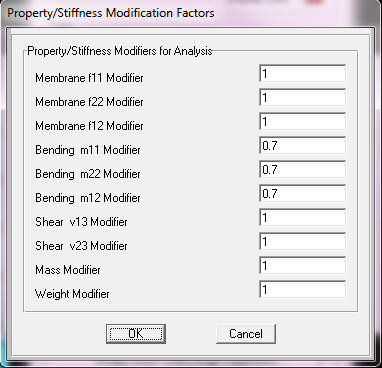 Property/Stiffness Modification Factors
Property/Stiffness Modifiers for Analysis
Membrane f11 Modifier 1
Membrane f22 Modifier 1
Membrane f12 Modifier 1
Bending m11 Modifier 0.7
Bending m22 Modifier 0.7
Bending m12 Modifier 0.7
Shear v13 Modifier 1
Shear v23 Modifier 1
Mass Modifier 1
Weight Modifier 1
OK Cancel